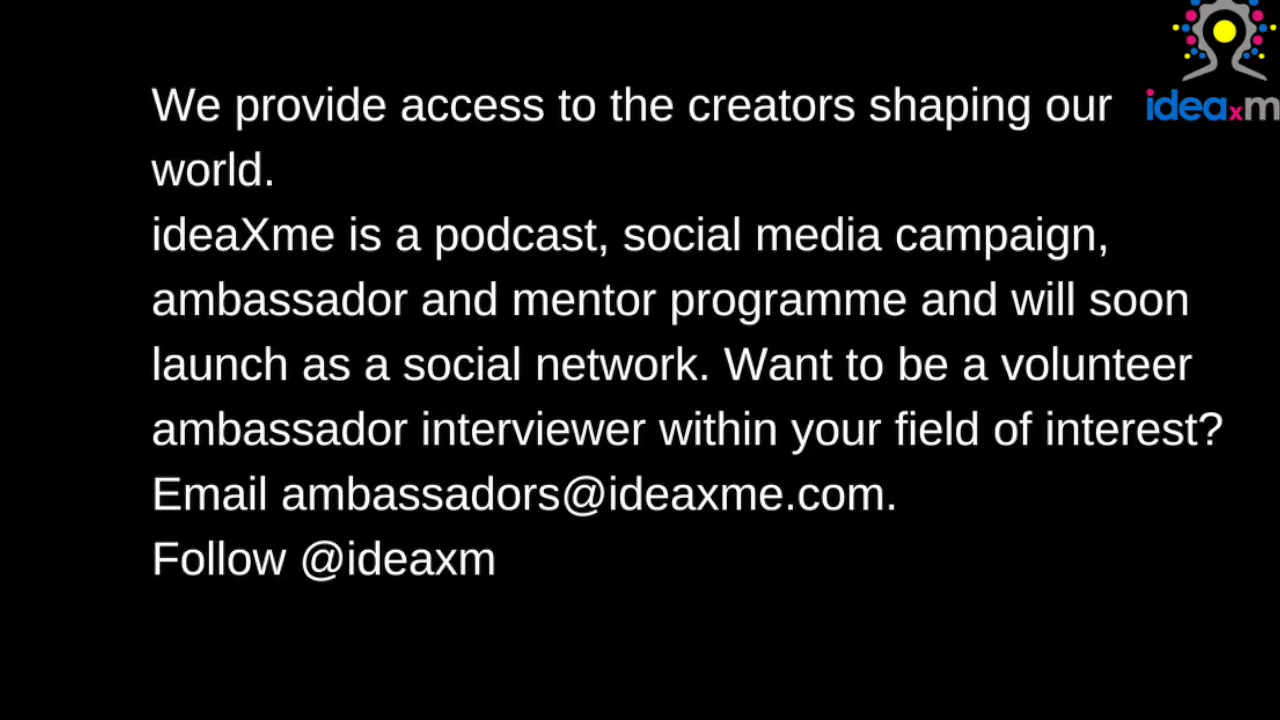 We provide access to the creators shaping our
world.
ideaXme is a podcast, social media campaign,
ambassador and mentor programme and will soon
launch as a social network. Want to be a volunteer
ambassador interviewer within your field of interest?
Email ambassadors@ideaxme.com.
Follow @ideaxm
ideaxm